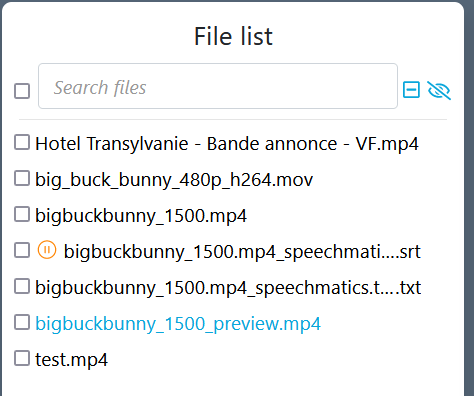 File list
Search files
Hotel Transylvanie - Bande annonce - VF.mp4
big_buck_bunny_480p_h264.mov
bigbuckbunny_1500.mp4
bigbuckbunny_1500.mp4_speechmati....srt
bigbuckbunny_1500.mp4_speechmatics.t....txt
bigbuckbunny_1500_preview.mp4
test.mp4